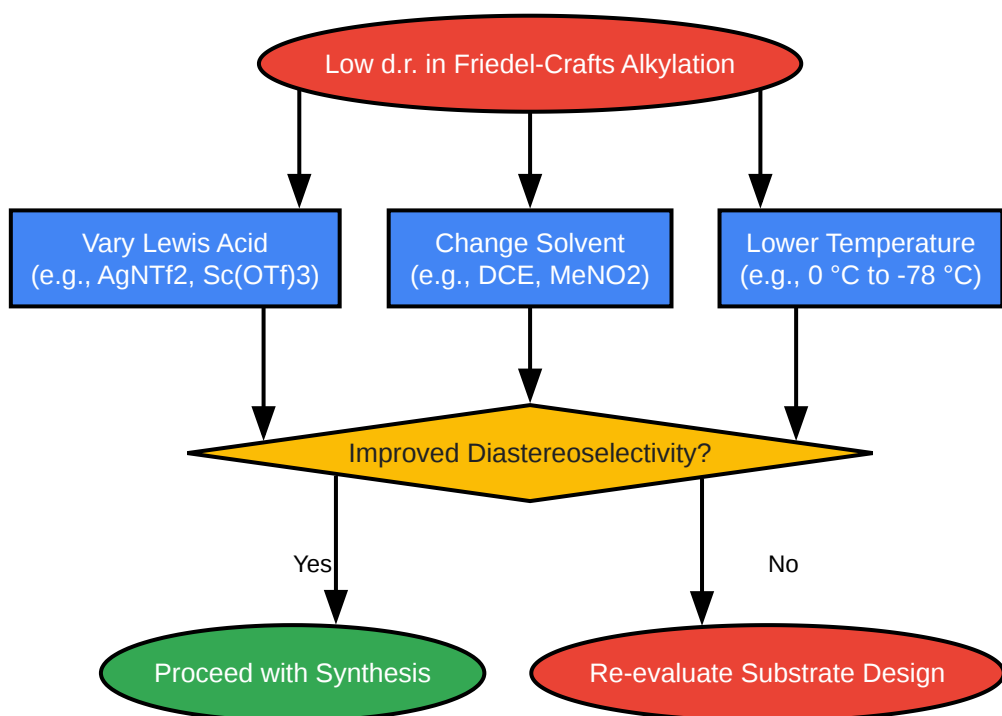 Low d.r. in Friedel-Crafts Alkylation
Vary Lewis Acid
(e.g., AgNTf2, Sc(OTf)3)
Change Solvent
(e.g., DCE, MeNO2)
Lower Temperature
(e.g., 0 °C to -78 °C)
Improved Diastereoselectivity?
Yes
No
Proceed with Synthesis
Re-evaluate Substrate Design